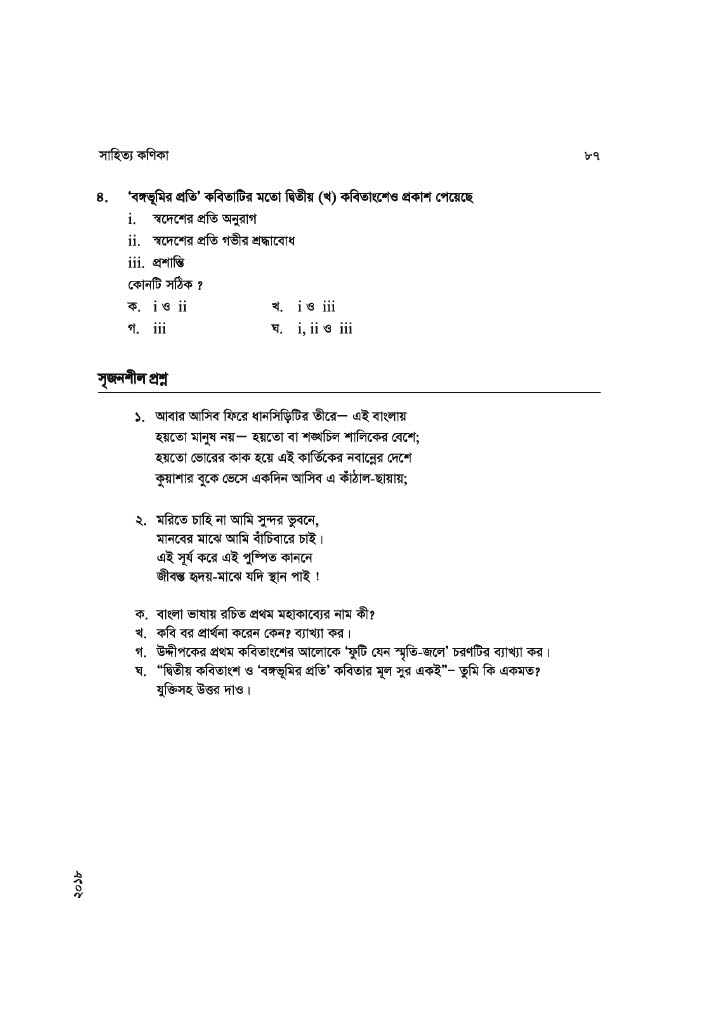 সাহিত্য কণিকা ৮৭
৪. ‘বঙ্গভূমির প্রতি’ কবিতাটির মতো দ্বিতীয় (খ) কবিতাংশেও প্রকাশ পেয়েছে
i. স্বদেশের প্রতি অনুরাগ
ii. স্বদেশের প্রতি গভীর শ্রদ্ধাবোধ
iii. প্রশান্তি
কোনটি সঠিক ?
ক. i ও ii খ. i ও iii
গ. iii ঘ. i, ii ও iii
সৃজনশীল প্রশ্ন
১. আবার আসিব ফিরে ধানসিড়িটির তীরে— এই বাংলায়
হয়তো মানুষ নয়— হয়তো বা শঙ্খচিল শালিকের বেশে;
হয়তো ভোরের কাক হয়ে এই কার্তিকের নবান্নের দেশে
কুয়াশার বুকে ভেসে একদিন আসিব এ কাঁঠাল-ছায়ায়;
২. মরিতে চাহি না আমি সুন্দর ভুবনে,
মানবের মাঝে আমি বাঁচিবারে চাই।
এই সূর্য করে এই পুষ্পিত কাননে
জীবন্ত হৃদয়-মাঝে যদি স্থান পাই !
ক. বাংলা ভাষায় রচিত প্রথম মহাকাব্যের নাম কী?
খ. কবি বর প্রার্থনা করেন কেন? ব্যাখ্যা কর।
গ. উদ্দীপকের প্রথম কবিতাংশের আলোকে ‘ফুটি যেন স্মৃতি-জলে’ চরণটির ব্যাখ্যা কর।
ঘ. “দ্বিতীয় কবিতাংশ ও ‘বঙ্গভূমির প্রতি’ কবিতার মূল সুর একই”– তুমি কি একমত?
যুক্তিসহ উত্তর দাও।
২০১৮